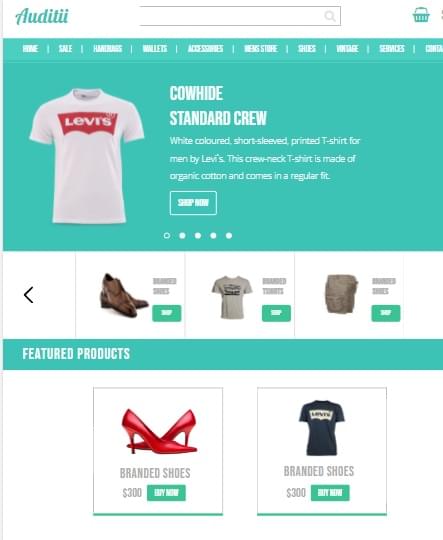 Auditii
HOME | SALE | HANDBAGS | WALLETS | ACCESSORIES | MENS STORE | SHOES | VINTAGE | SERVICES | CONTA
COWHIDE
STANDARD CREW
White coloured, short-sleeved, printed T-shirt for
men by Levi's. This crew-neck T-shirt is made of
organic cotton and comes in a regular fit.
SHOP NOW
LEVI'S
BRANDED
SHOES
SHOP
BRANDED
TSHIRTS
SHOP
BRANDED
SHOES
SHOP
FEATURED PRODUCTS
LEVI'S
BRANDED SHOES
$300 BUY NOW
BRANDED SHOES
$300 BUY NOW